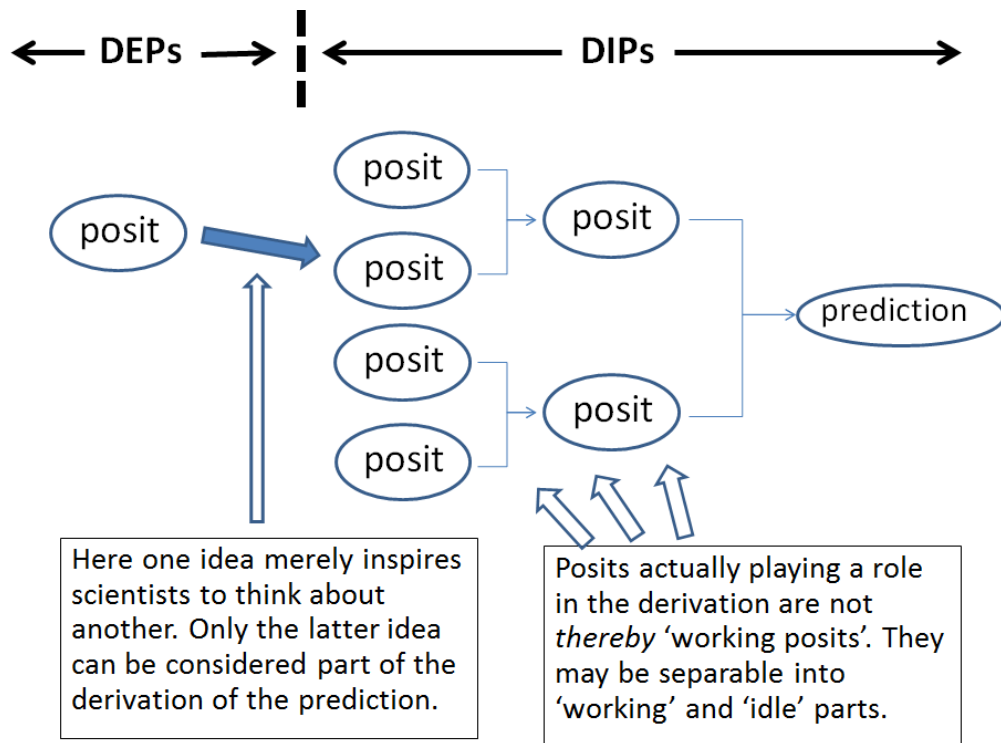 DEPs
DIPs
posit
posit
posit
posit
posit
posit
posit
prediction
Here one idea merely inspires
scientists to think about
another. Only the latter idea
can be considered part of the
derivation of the prediction.
Posits actually playing a role
in the derivation are not
thereby ‘working posits’. They
may be separable into
‘working’ and ‘idle’ parts.